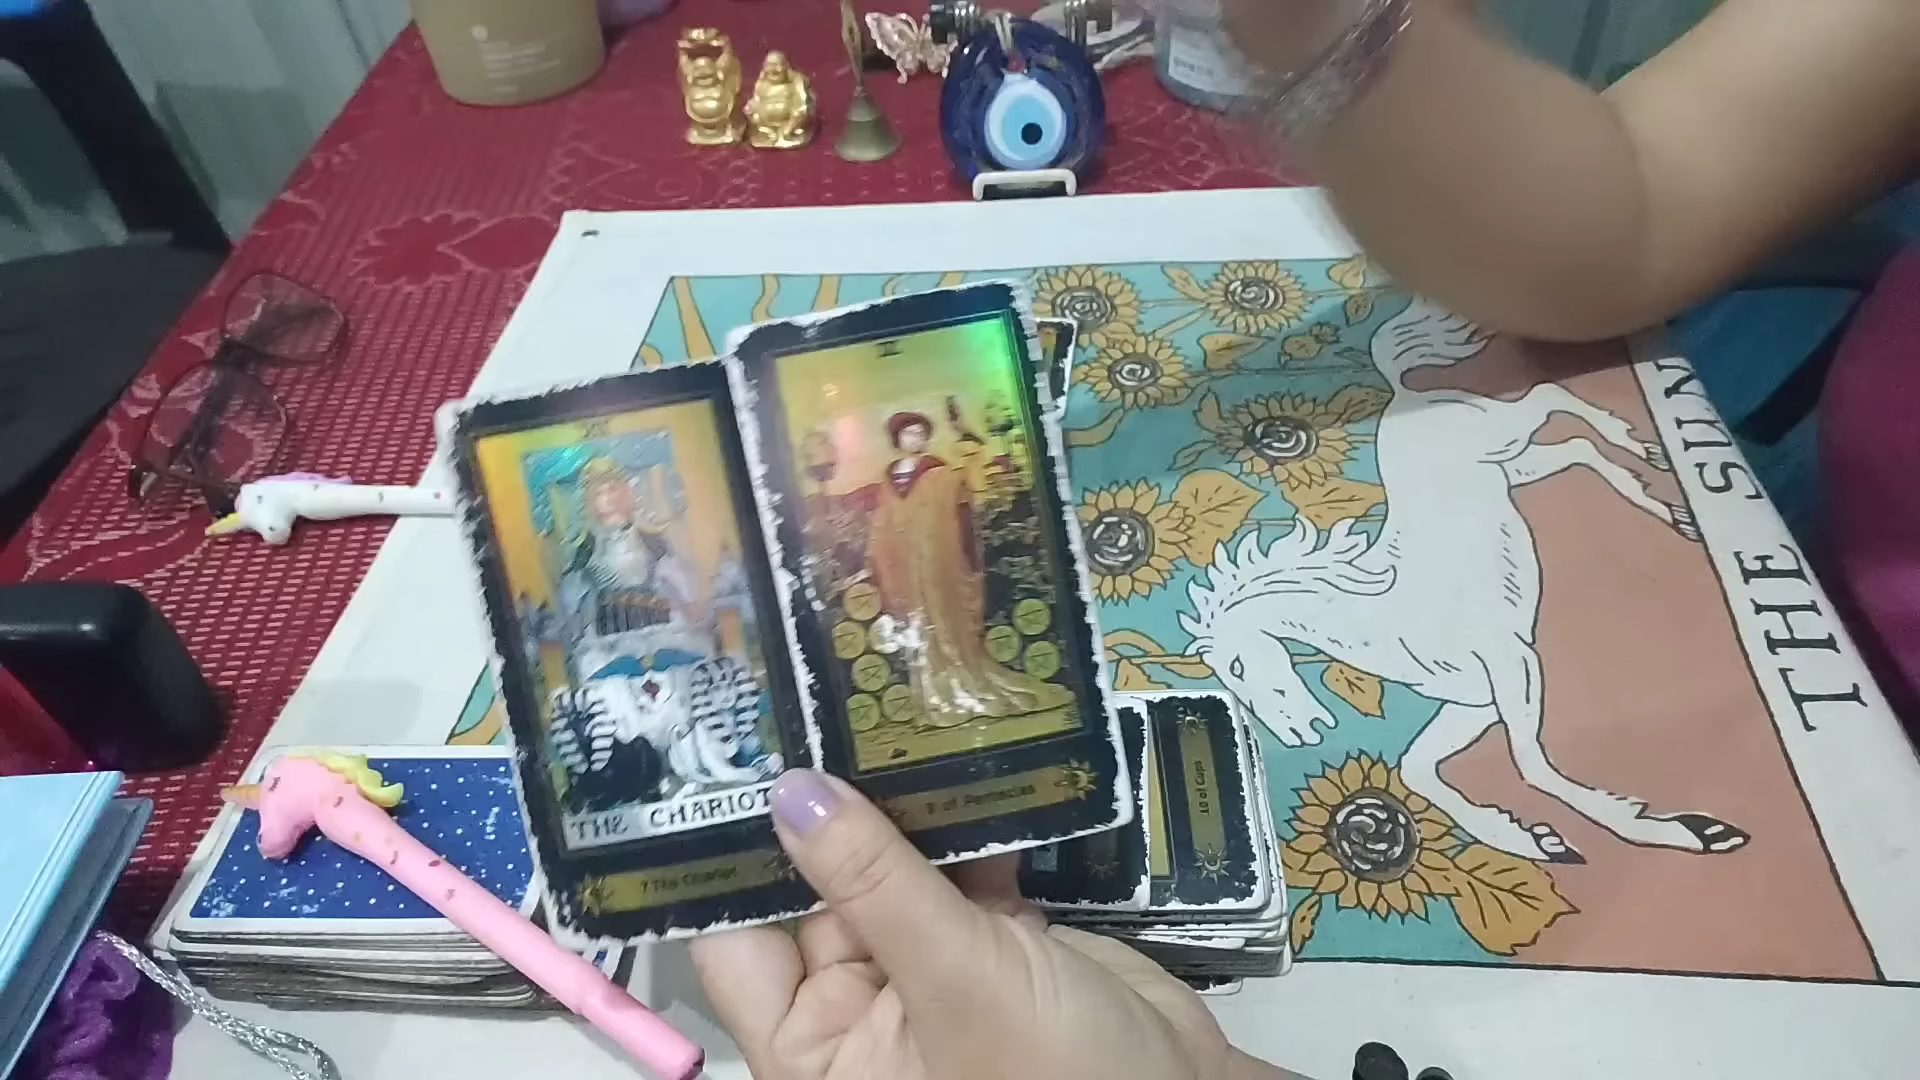 THE CHARIOT
7 The Chariot
9 of Pentacles
10 of Cups
THE SUN